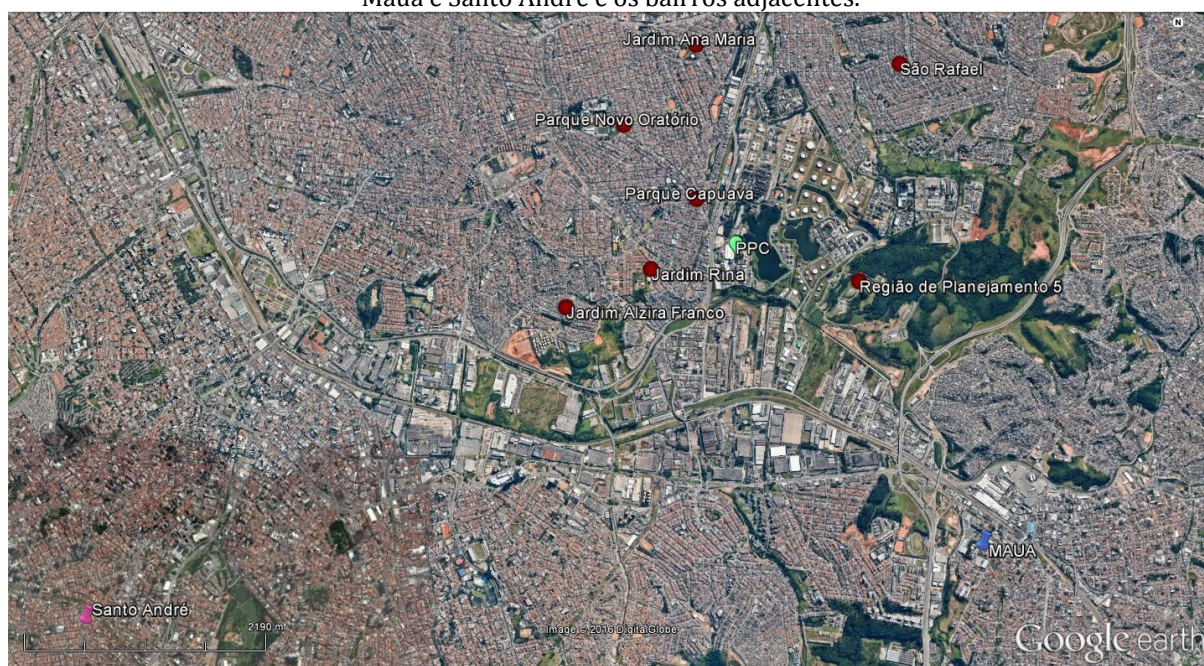 Mauá e Santo André e os bairros adjacentes.
N
Jardim Ana Maria
São Rafael
Parque Novo Oratório
Parque Capuava
PPC
Jardim Rina
Região de Planejamento 5
Jardim Alzira Franco
MAUA
Santo André
2190 m
Image © 2016 DigitalGlobe
Google earth